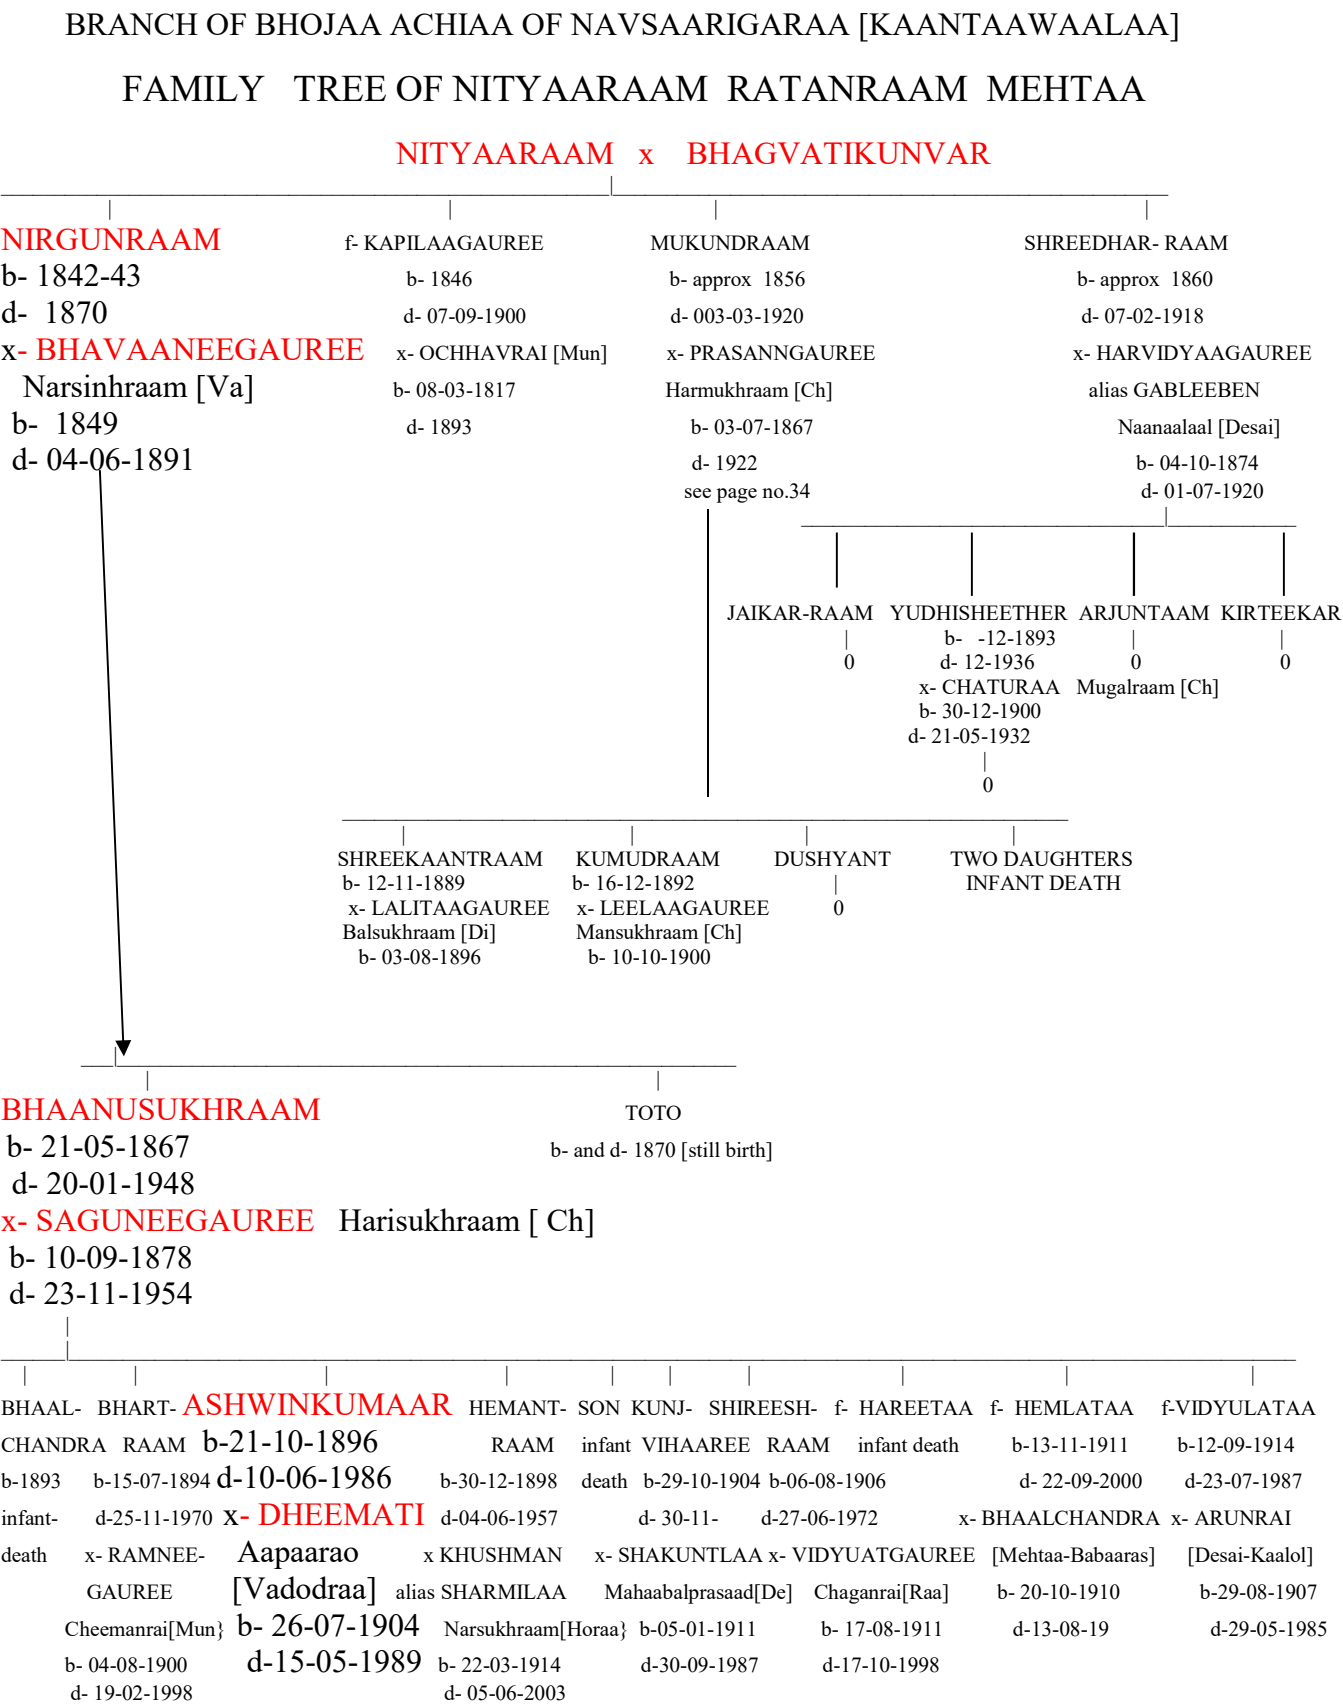 BRANCH OF BHOJAA ACHIAA OF NAVSAARIGARAA [KAANTAAWAALAA]
FAMILY TREE OF NITYAARAAM RATANRAAM MEHTAA
NITYAARAAM x BHAGVATIKUNVAR
NIRGUNRAAM f- KAPILAAGAUREE MUKUNDRAAM SHREEDHAR- RAAM
b- 1842-43 b- 1846 b- approx 1856 b- approx 1860
d- 1870 d- 07-09-1900 d- 003-03-1920 d- 07-02-1918
x- BHAVAANEEGAUREE x- OCHHAVRAI [Mun] x- PRASANNGAUREE x- HARVIDYAAGAUREE
Narsinhraam [Va] b- 08-03-1817 Harmukhraam [Ch] alias GABLEEBEN
b- 1849 d- 1893 b- 03-07-1867 Naanaalaal [Desai]
d- 04-06-1891 d- 1922 b- 04-10-1874
see page no.34 d- 01-07-1920
JAIKAR-RAAM YUDHISHEETHER ARJUNTAAM KIRTEEKAR
b- -12-1893
0 d- 12-1936 0 0
x- CHATURAA Mugalraam [Ch]
b- 30-12-1900
d- 21-05-1932
0
SHREEKAANTRAAM KUMUDRAAM DUSHYANT TWO DAUGHTERS
b- 12-11-1889 b- 16-12-1892 INFANT DEATH
x- LALITAAGAUREE x- LEELAAGAUREE 0
Balsukhraam [Di] Mansukhraam [Ch]
b- 03-08-1896 b- 10-10-1900
BHAANUSUKHRAAM TOTO
b- 21-05-1867 b- and d- 1870 [still birth]
d- 20-01-1948
x- SAGUNEEGAUREE Harisukhraam [ Ch]
b- 10-09-1878
d- 23-11-1954
BHAAL- BHART- ASHWINKUMAAR HEMANT- SON KUNJ- SHIREESH- f- HAREETAA f- HEMLATAA f-VIDYULATAA
CHANDRA RAAM b-21-10-1896 RAAM infant VIHAAREE RAAM infant death b-13-11-1911 b-12-09-1914
b-1893 b-15-07-1894 d-10-06-1986 b-30-12-1898 death b-29-10-1904 b-06-08-1906 d- 22-09-2000 d-23-07-1987
infant- d-25-11-1970 x- DHEEMATI d-04-06-1957 d- 30-11- d-27-06-1972 x- BHAALCHANDRA x- ARUNRAI
death x- RAMNEE- Aapaarao x KHUSHMAN x- SHAKUNTLAA x- VIDYUATGAUREE [Mehtaa-Babaaras] [Desai-Kaalol]
GAUREE [Vadodraa] alias SHARMILAA Mahaabalprasaad[De] Chaganrai[Raa] b- 20-10-1910 b-29-08-1907
Cheemanrai[Mun} b- 26-07-1904 Narsukhraam[Horaa} b-05-01-1911 b- 17-08-1911 d-13-08-19 d-29-05-1985
b- 04-08-1900 d-15-05-1989 b- 22-03-1914 d-30-09-1987 d-17-10-1998
d- 19-02-1998 d- 05-06-2003